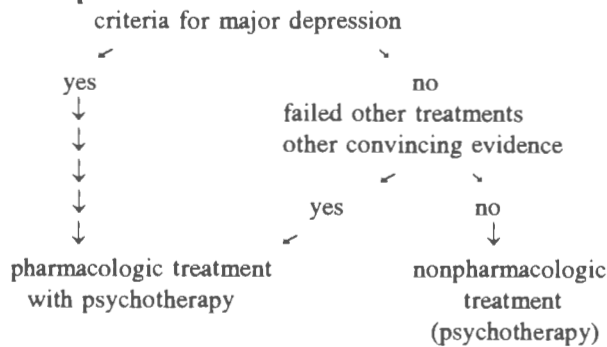 criteria for major depression
yes
no
failed other treatments
other convincing evidence
yes
no
pharmacologic treatment
with psychotherapy
nonpharmacologic
treatment
(psychotherapy)